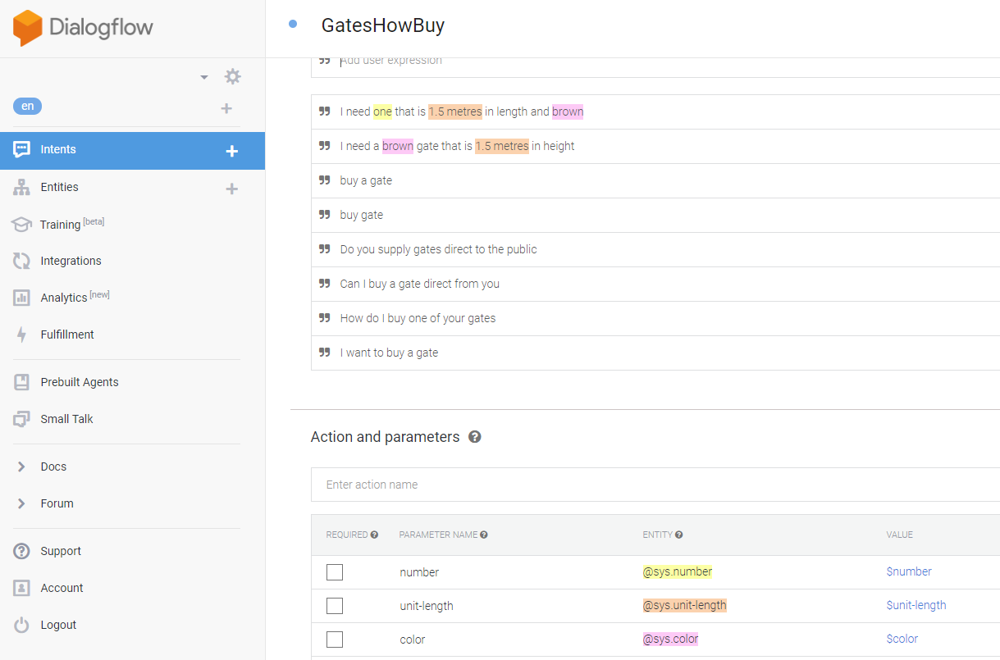 Dialogflow
en
Intents
Entities
Training [beta]
Integrations
Analytics [new]
Fulfillment
Prebuilt Agents
Small Talk
Docs
Forum
Support
Account
Logout
GatesHowBuy
Add user expression
I need one that is 1.5 metres in length and brown
I need a brown gate that is 1.5 metres in height
buy a gate
buy gate
Do you supply gates direct to the public
Can I buy a gate direct from you
How do I buy one of your gates
I want to buy a gate
Action and parameters
Enter action name
REQUIRED PARAMETER NAME ENTITY VALUE
number @sys.number $number
unit-length @sys.unit-length $unit-length
color @sys.color $color